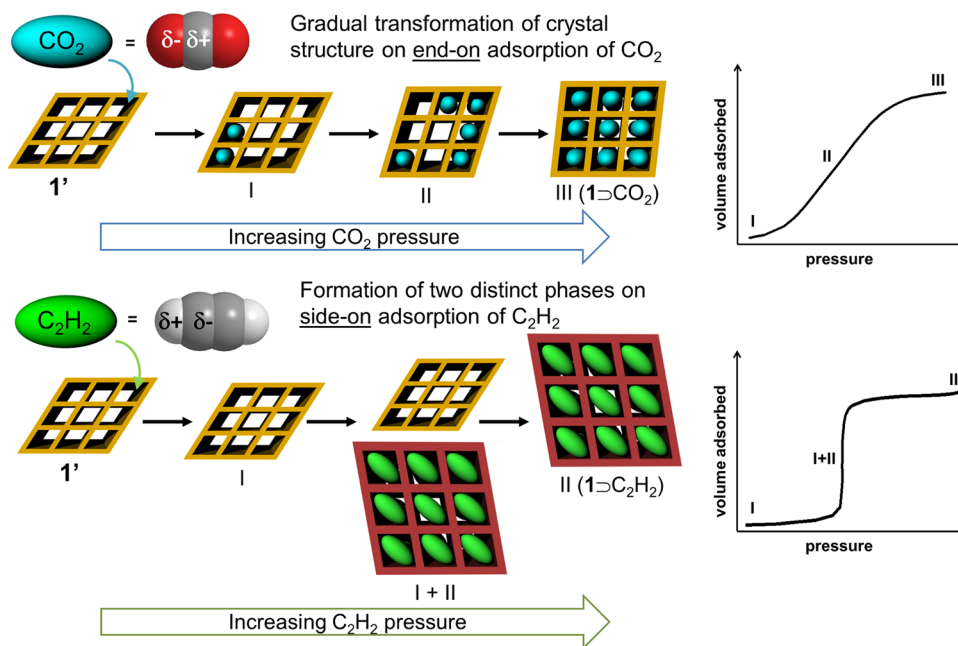 CO₂ = δ- δ+
Gradual transformation of crystal
structure on end-on adsorption of CO₂
1'
I
II
III (1⊃CO₂)
Increasing CO₂ pressure
volume adsorbed
I
II
III
pressure
C₂H₂ = δ+ δ-
Formation of two distinct phases on
side-on adsorption of C₂H₂
1'
I
I + II
II (1⊃C₂H₂)
Increasing C₂H₂ pressure
volume adsorbed
I
I+II
II
pressure